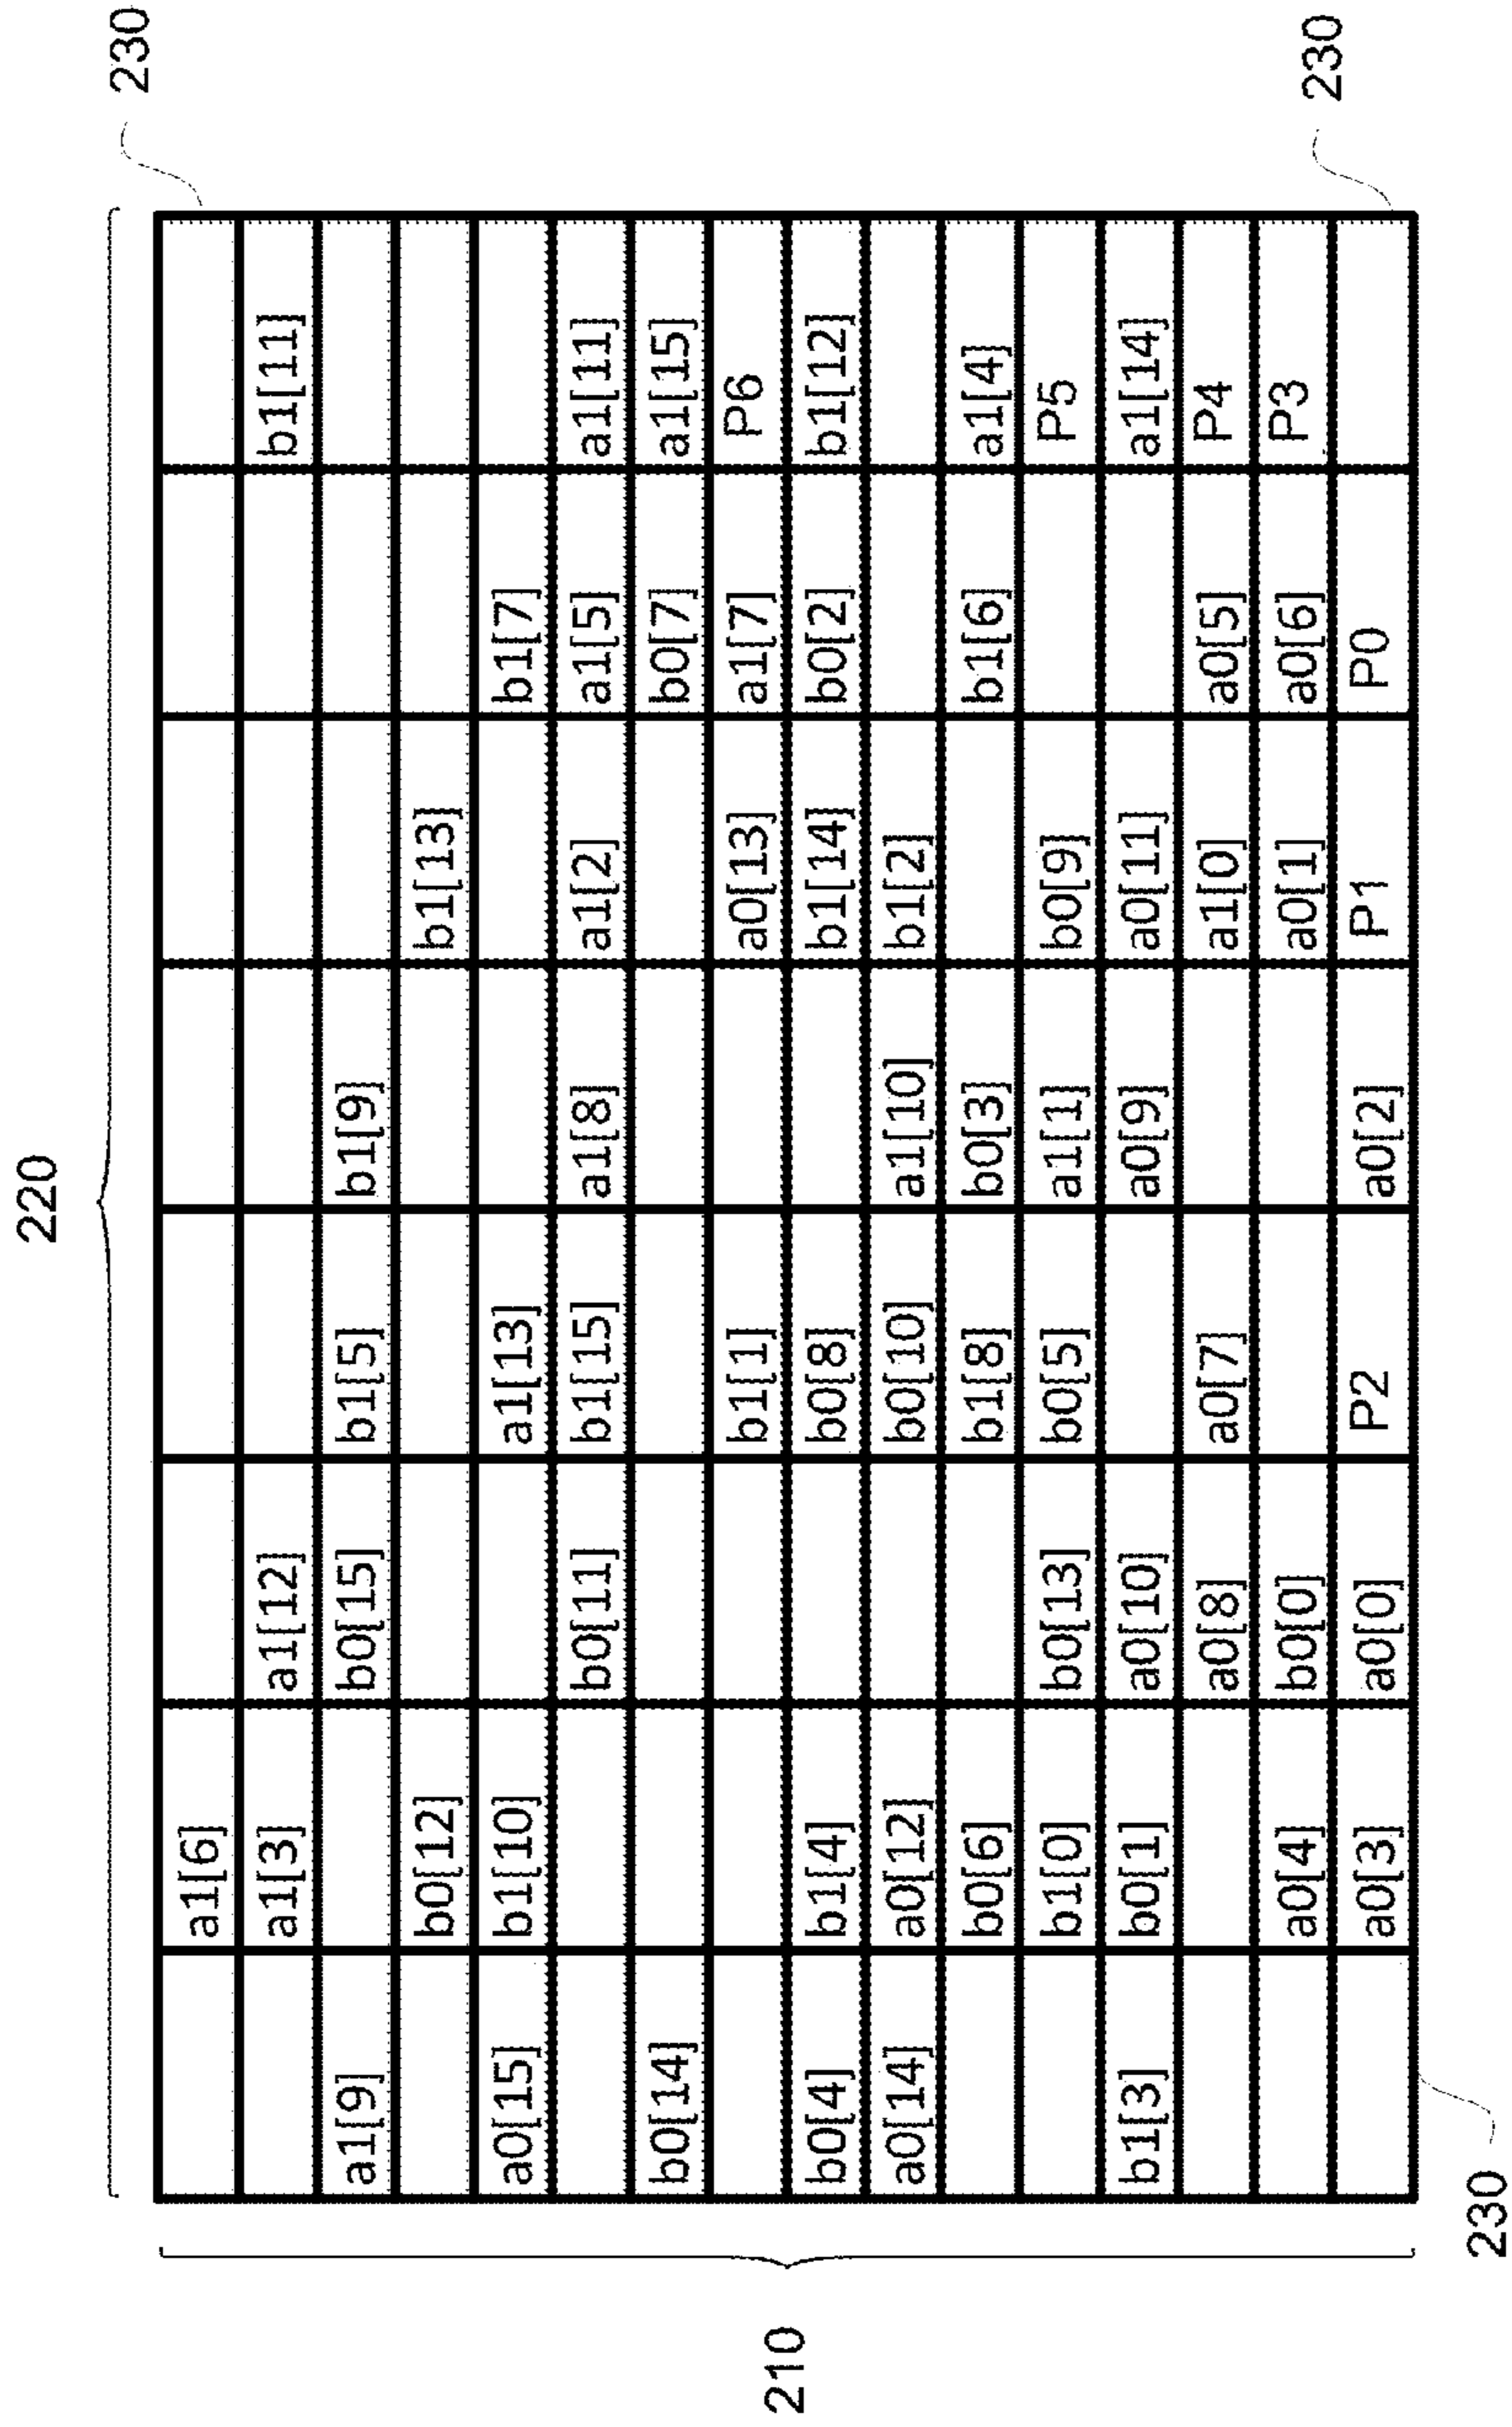 220
230
a1[6]
a1[3] a1[12] b1[11]
a1[9] b0[15] b1[5] b1[9]
b0[12] b1[13]
a0[15] b1[10] a1[13] b1[7]
b0[11] b1[15] a1[8] a1[2] a1[5] a1[11]
b0[14] b0[7] a1[15]
b1[1] a0[13] a1[7] P6
210
b0[4] b1[4] b0[8] b1[14] b0[2] b1[12]
a0[14] a0[12] b0[10] a1[10] b1[2]
b0[6] b1[8] b0[3] b1[6] a1[4]
b1[0] b0[13] b0[5] a1[1] b0[9] P5
b1[3] b0[1] a0[10] a0[9] a0[11] a1[14]
a0[8] a0[7] a1[0] a0[5] P4
a0[4] b0[0] a0[1] a0[6] P3
230
a0[3] a0[0] P2 a0[2] P1 P0
230